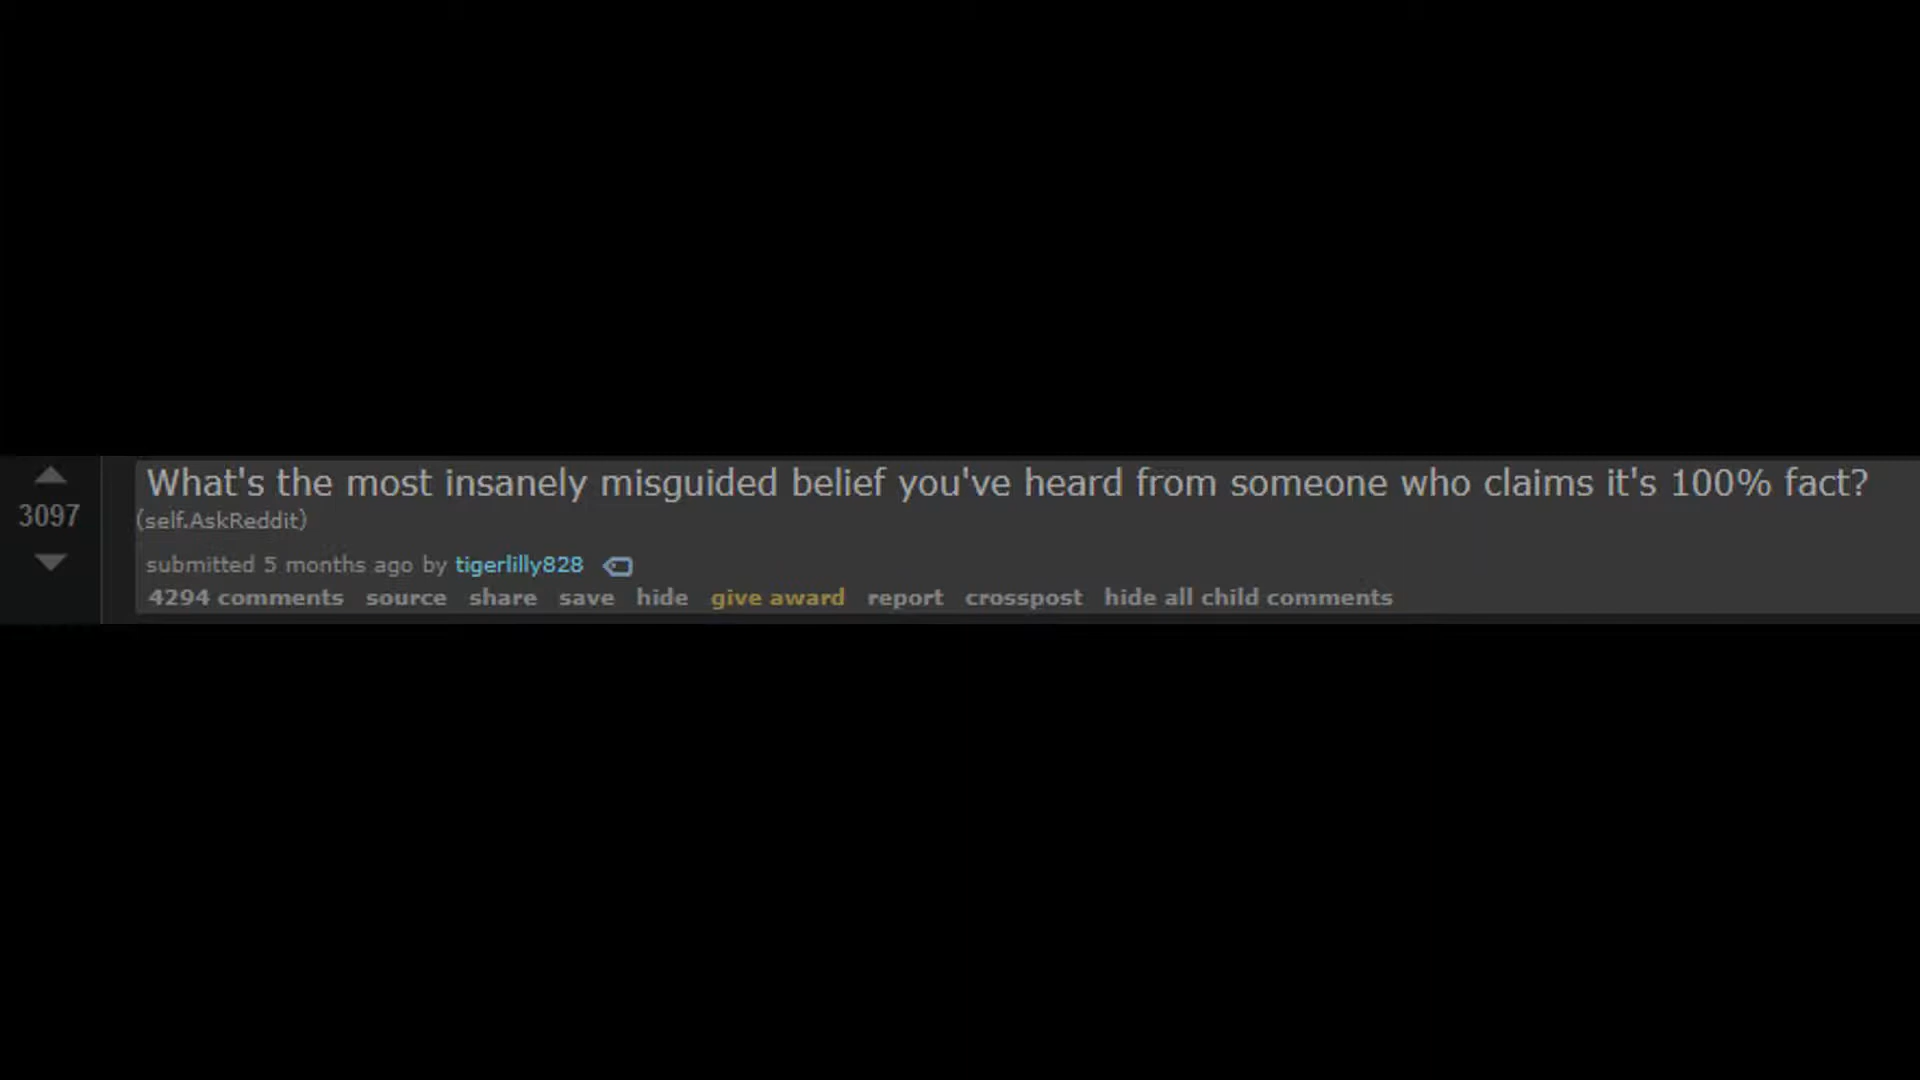 What's the most insanely misguided belief you've heard from someone who claims it's 100% fact?
3097
(self.AskReddit)
submitted 5 months ago by tigerlilly828
4294 comments source share save hide give award report crosspost hide all child comments